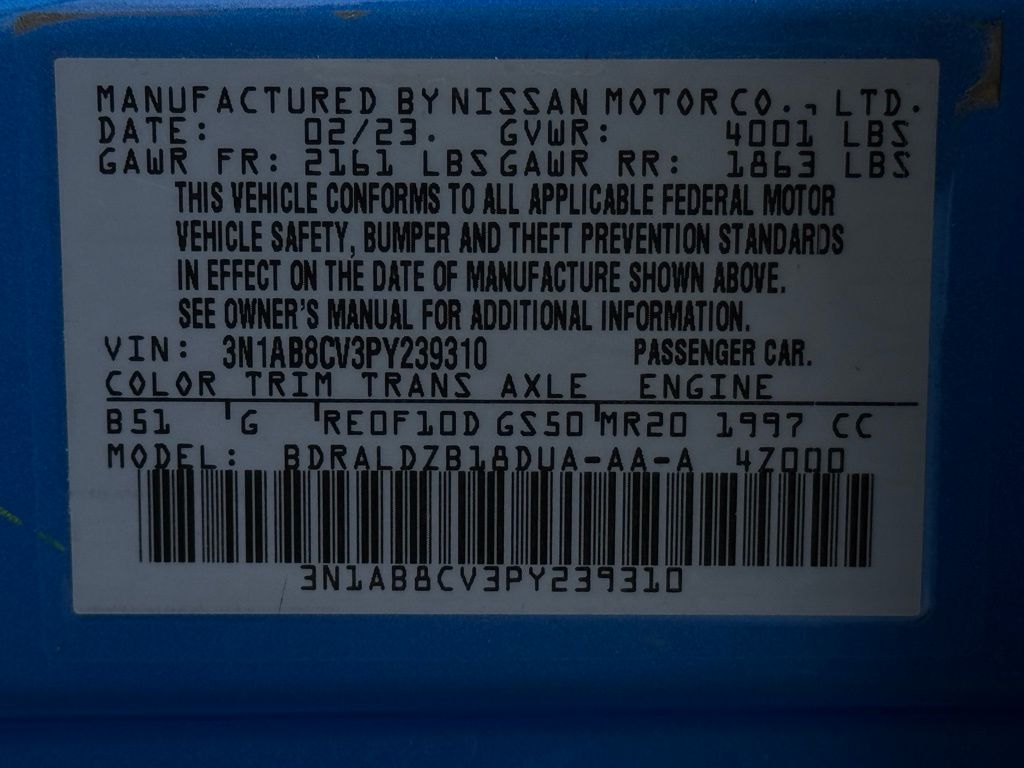 MANUFACTURED BY NISSAN MOTOR CO., LTD.
DATE: 02/23. GVWR: 4001 LBS
GAWR FR: 2161 LBS GAWR RR: 1863 LBS
THIS VEHICLE CONFORMS TO ALL APPLICABLE FEDERAL MOTOR
VEHICLE SAFETY, BUMPER AND THEFT PREVENTION STANDARDS
IN EFFECT ON THE DATE OF MANUFACTURE SHOWN ABOVE.
SEE OWNER'S MANUAL FOR ADDITIONAL INFORMATION.
VIN: 3N1AB8CV3PY239310 PASSENGER CAR.
COLOR TRIM TRANS AXLE ENGINE
B51 G RE0F10D GS50 MR20 1997 CC
MODEL: BDRALDZB18DUA-AA-A 4Z000
3N1AB8CV3PY239310